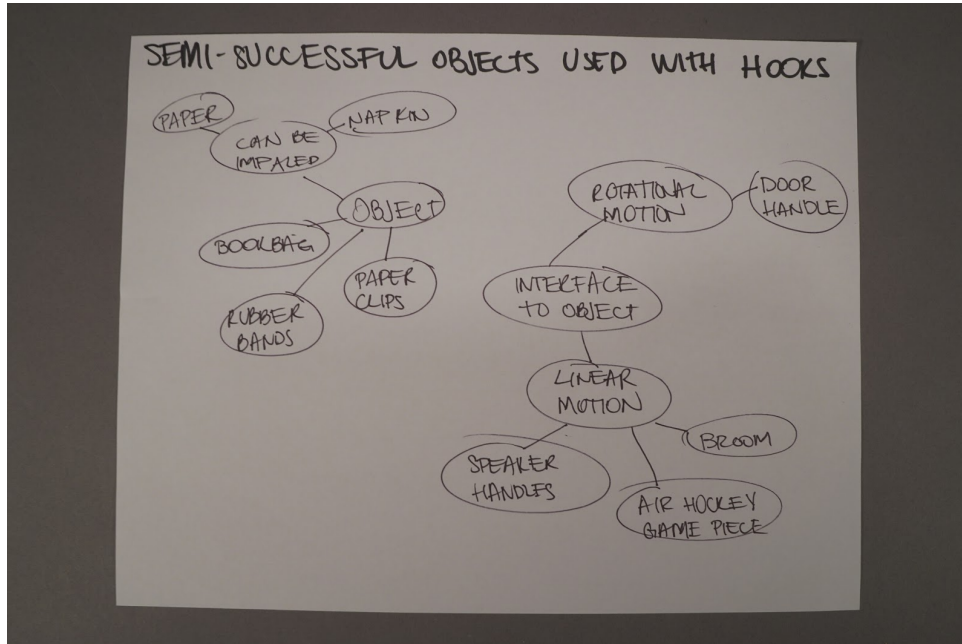 SEMI-SUCCESSFUL OBJECTS USED WITH HOOKS
PAPER
NAPKIN
CAN BE
IMPALED
OBJECT
BOOKBAG
PAPER
CLIPS
RUBBER
BANDS
ROTATIONAL
MOTION
DOOR
HANDLE
INTERFACE
TO OBJECT
LINEAR
MOTION
BROOM
SPEAKER
HANDLES
AIR HOCKEY
GAME PIECE